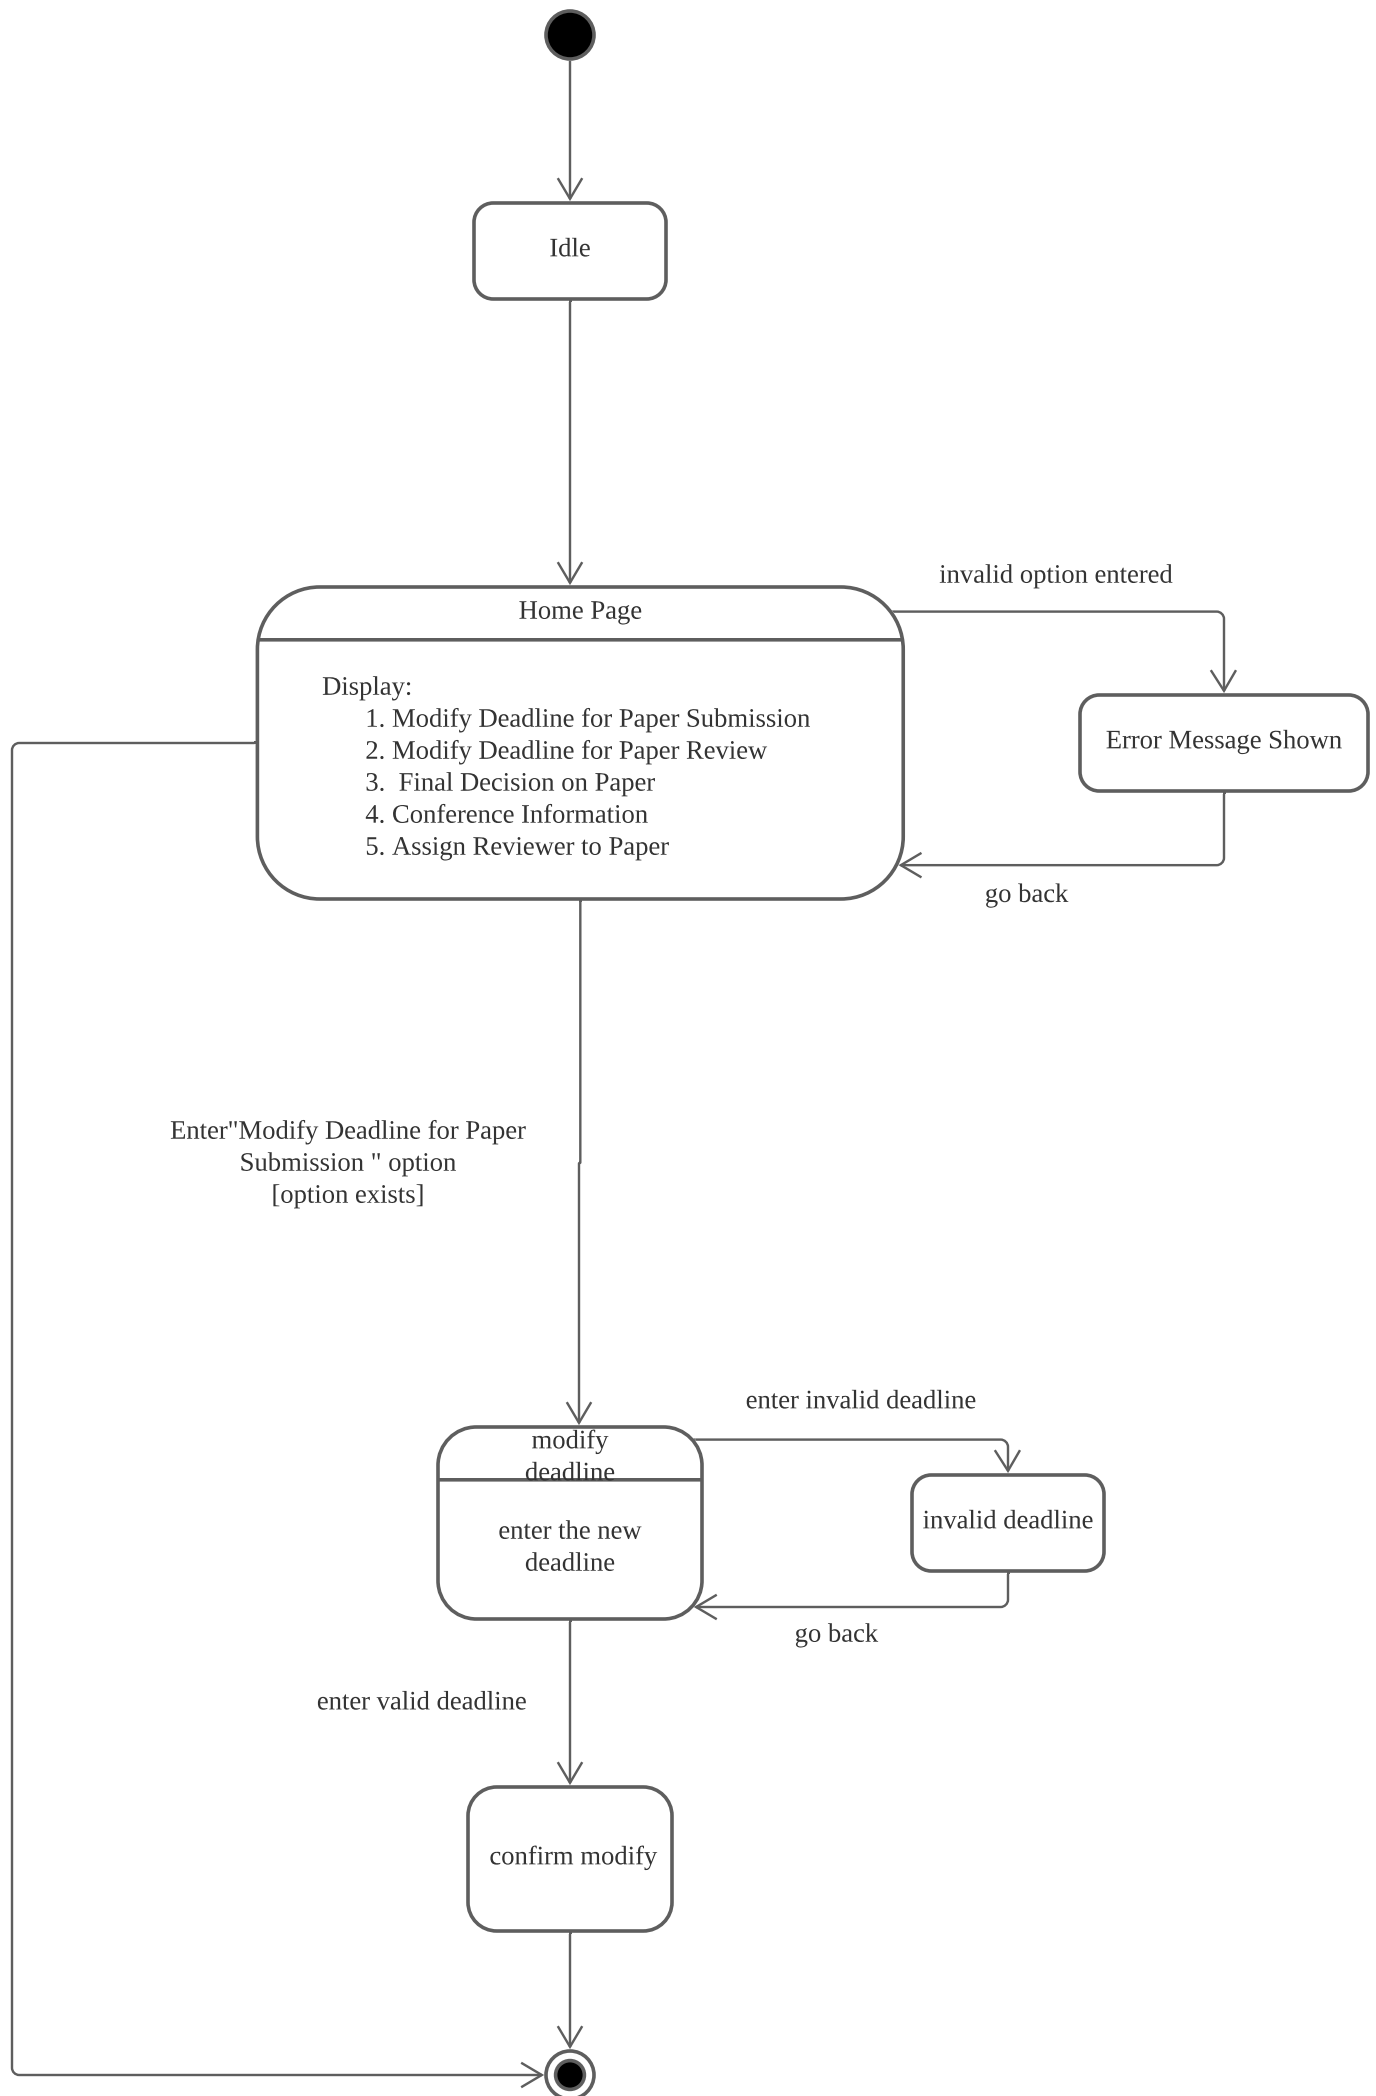 Idle
invalid option entered
Home Page
Display:
1. Modify Deadline for Paper Submission
2. Modify Deadline for Paper Review
3. Final Decision on Paper
4. Conference Information
5. Assign Reviewer to Paper
Error Message Shown
go back
Enter"Modify Deadline for Paper
Submission " option
[option exists]
enter invalid deadline
modify
deadline
enter the new
deadline
invalid deadline
go back
enter valid deadline
confirm modify